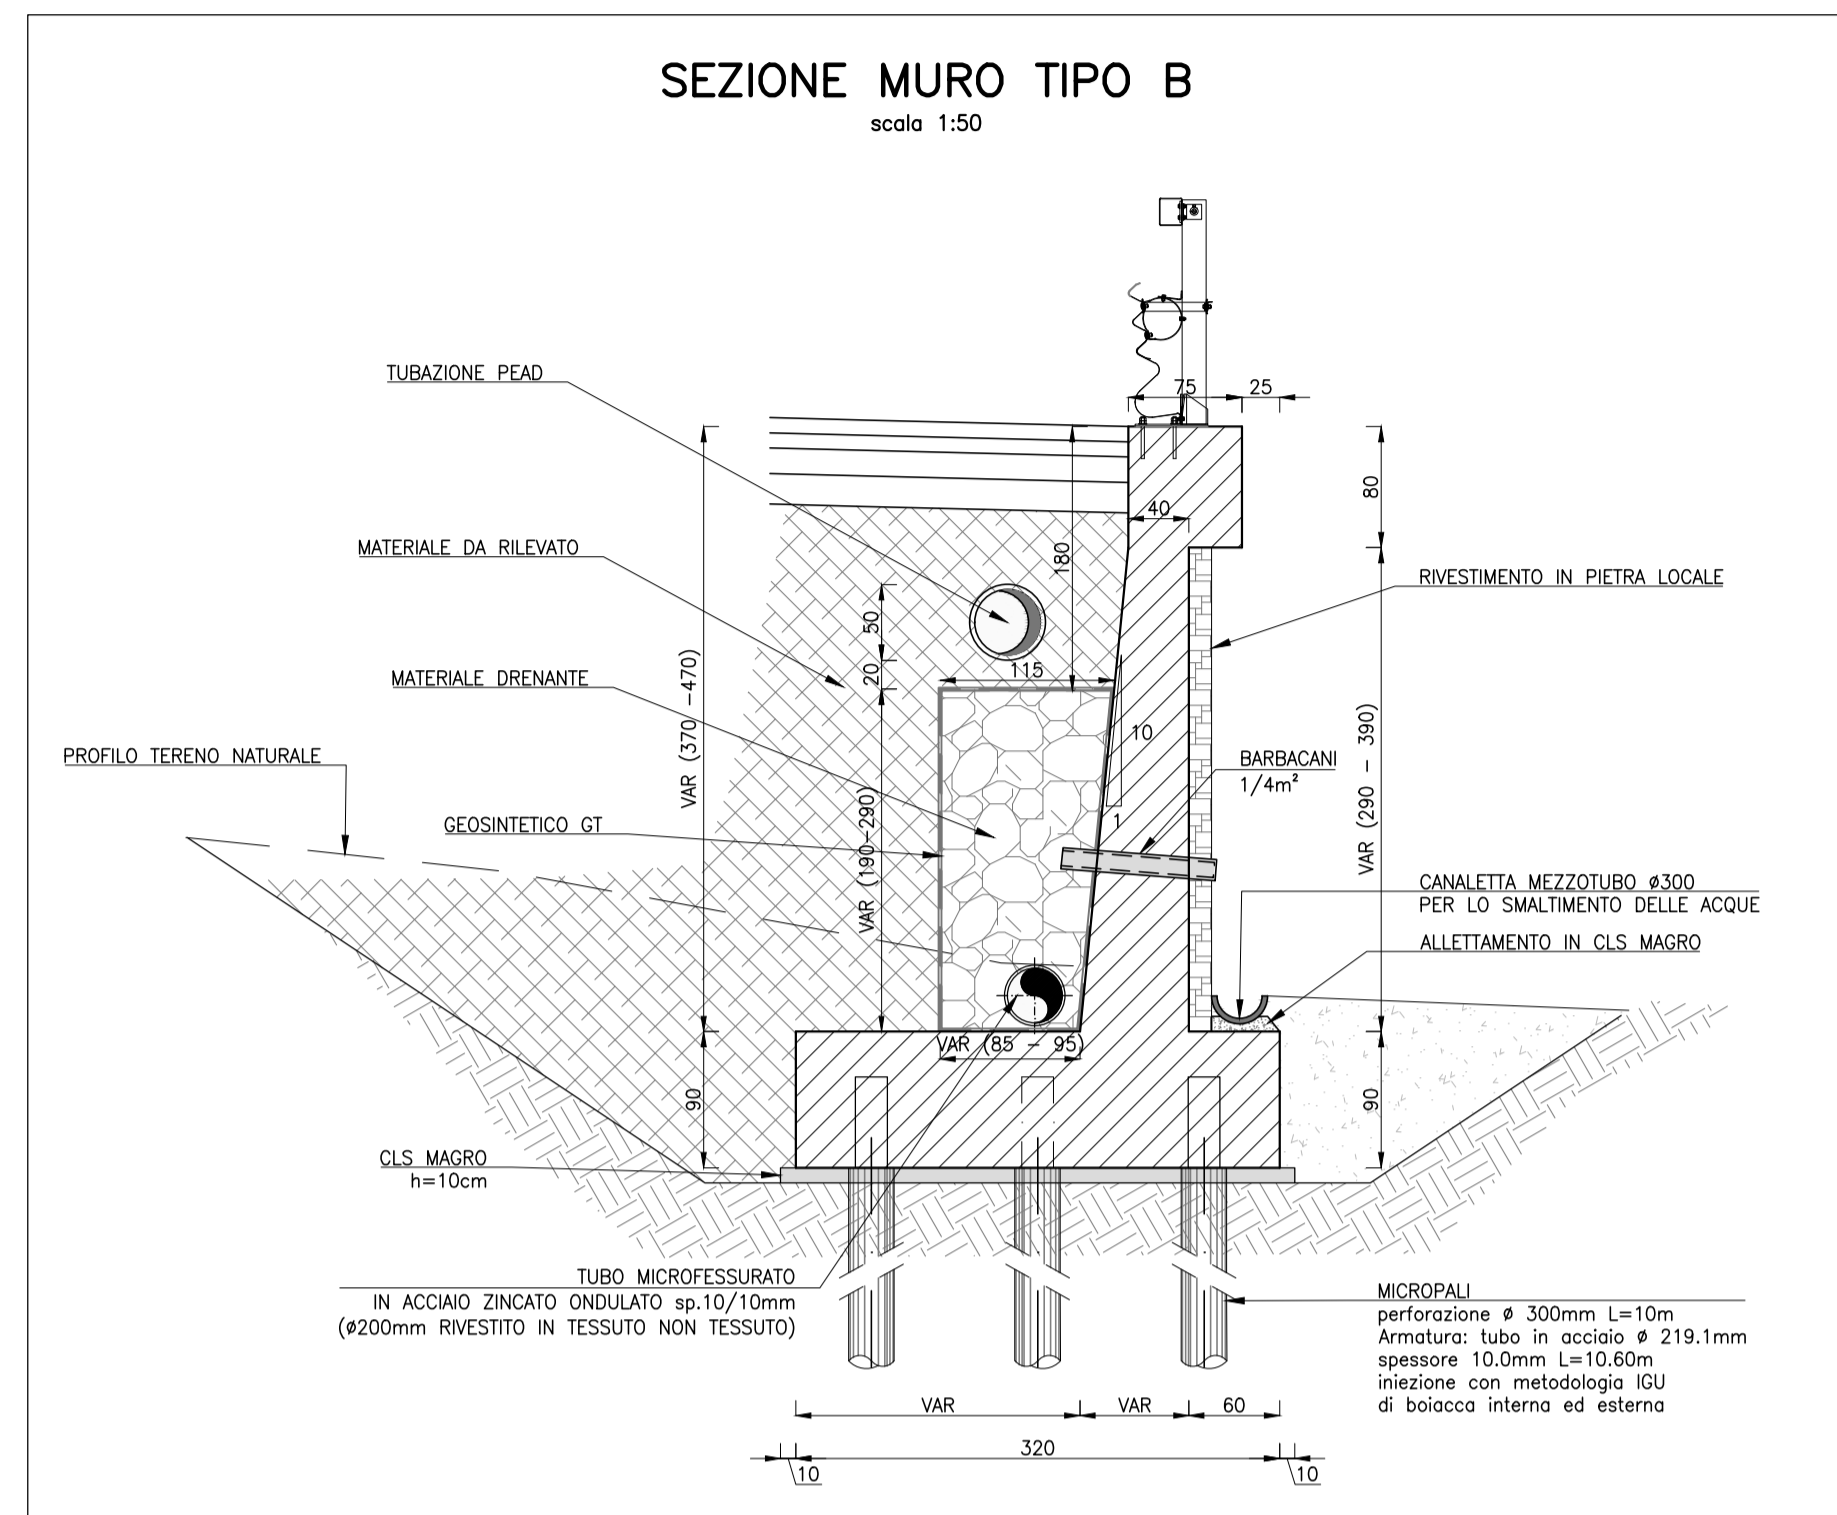 SEZIONE MURO TIPO B
scala 1:50
75
25
TUBAZIONE PEAD
80
40
180
MATERIALE DA RILEVATO
RIVESTIMENTO IN PIETRA LOCALE
50
20
115
MATERIALE DRENANTE
VAR (370 -470)
10
VAR (290 - 390)
PROFILO TERENO NATURALE
BARBACANI
1/4m²
GEOSINTETICO GT
1
VAR (190-290)
CANALETTA MEZZOTUBO ø300
PER LO SMALTIMENTO DELLE ACQUE
ALLETTAMENTO IN CLS MAGRO
VAR (85 - 95)
90
90
CLS MAGRO
h=10cm
TUBO MICROFESSURATO
IN ACCIAIO ZINCATO ONDULATO sp.10/10mm
(ø200mm RIVESTITO IN TESSUTO NON TESSUTO)
MICROPALI
perforazione ø 300mm L=10m
Armatura: tubo in acciaio ø 219.1mm
spessore 10.0mm L=10.60m
iniezione con metodologia IGU
di boiacca interna ed esterna
VAR
VAR
60
320
10
10